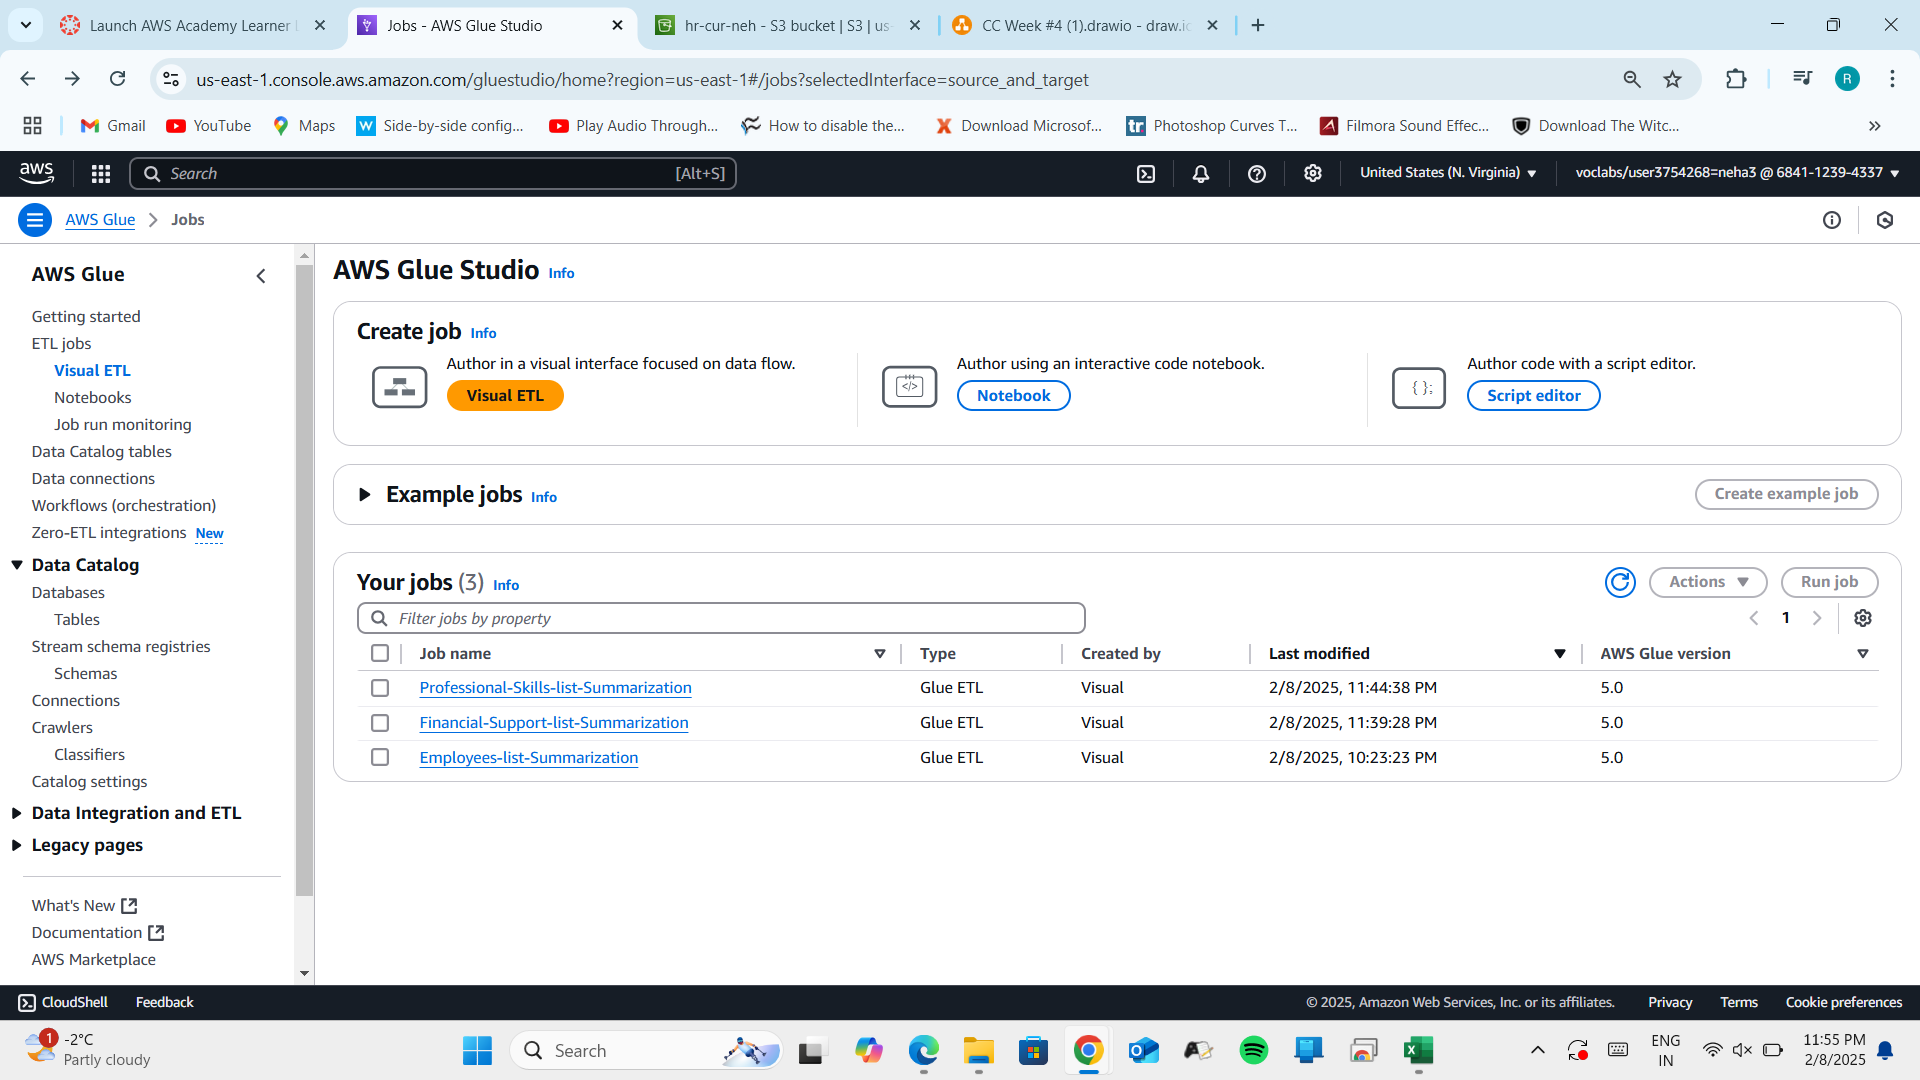 Launch AWS Academy Learner L
Jobs - AWS Glue Studio
hr-cur-neh - S3 bucket | S3 | us-
CC Week #4 (1).drawio - draw.io
us-east-1.console.aws.amazon.com/gluestudio/home?region=us-east-1#/jobs?selectedInterface=source_and_target
R
Gmail
YouTube
Maps
Side-by-side config...
Play Audio Through...
How to disable the...
Download Microsof...
Photoshop Curves T...
Filmora Sound Effec...
Download The Witc...
aws
Search
[Alt+S]
United States (N. Virginia)
voclabs/user3754268=neha3 @ 6841-1239-4337
AWS Glue
Jobs
AWS Glue
Getting started
ETL jobs
Visual ETL
Notebooks
Job run monitoring
Data Catalog tables
Data connections
Workflows (orchestration)
Zero-ETL integrations New
Data Catalog
Databases
Tables
Stream schema registries
Schemas
Connections
Crawlers
Classifiers
Catalog settings
Data Integration and ETL
Legacy pages
What's New
Documentation
AWS Marketplace
AWS Glue Studio Info
Create job Info
Author in a visual interface focused on data flow.
Visual ETL
Author using an interactive code notebook.
Notebook
Author code with a script editor.
Script editor
Example jobs Info
Create example job
Your jobs (3) Info
Actions
Run job
Filter jobs by property
1
Job name Type Created by Last modified AWS Glue version
Professional-Skills-list-Summarization Glue ETL Visual 2/8/2025, 11:44:38 PM 5.0
Financial-Support-list-Summarization Glue ETL Visual 2/8/2025, 11:39:28 PM 5.0
Employees-list-Summarization Glue ETL Visual 2/8/2025, 10:23:23 PM 5.0
CloudShell
Feedback
© 2025, Amazon Web Services, Inc. or its affiliates.
Privacy
Terms
Cookie preferences
1
-2°C
Partly cloudy
Search
ENG
IN
11:55 PM
2/8/2025